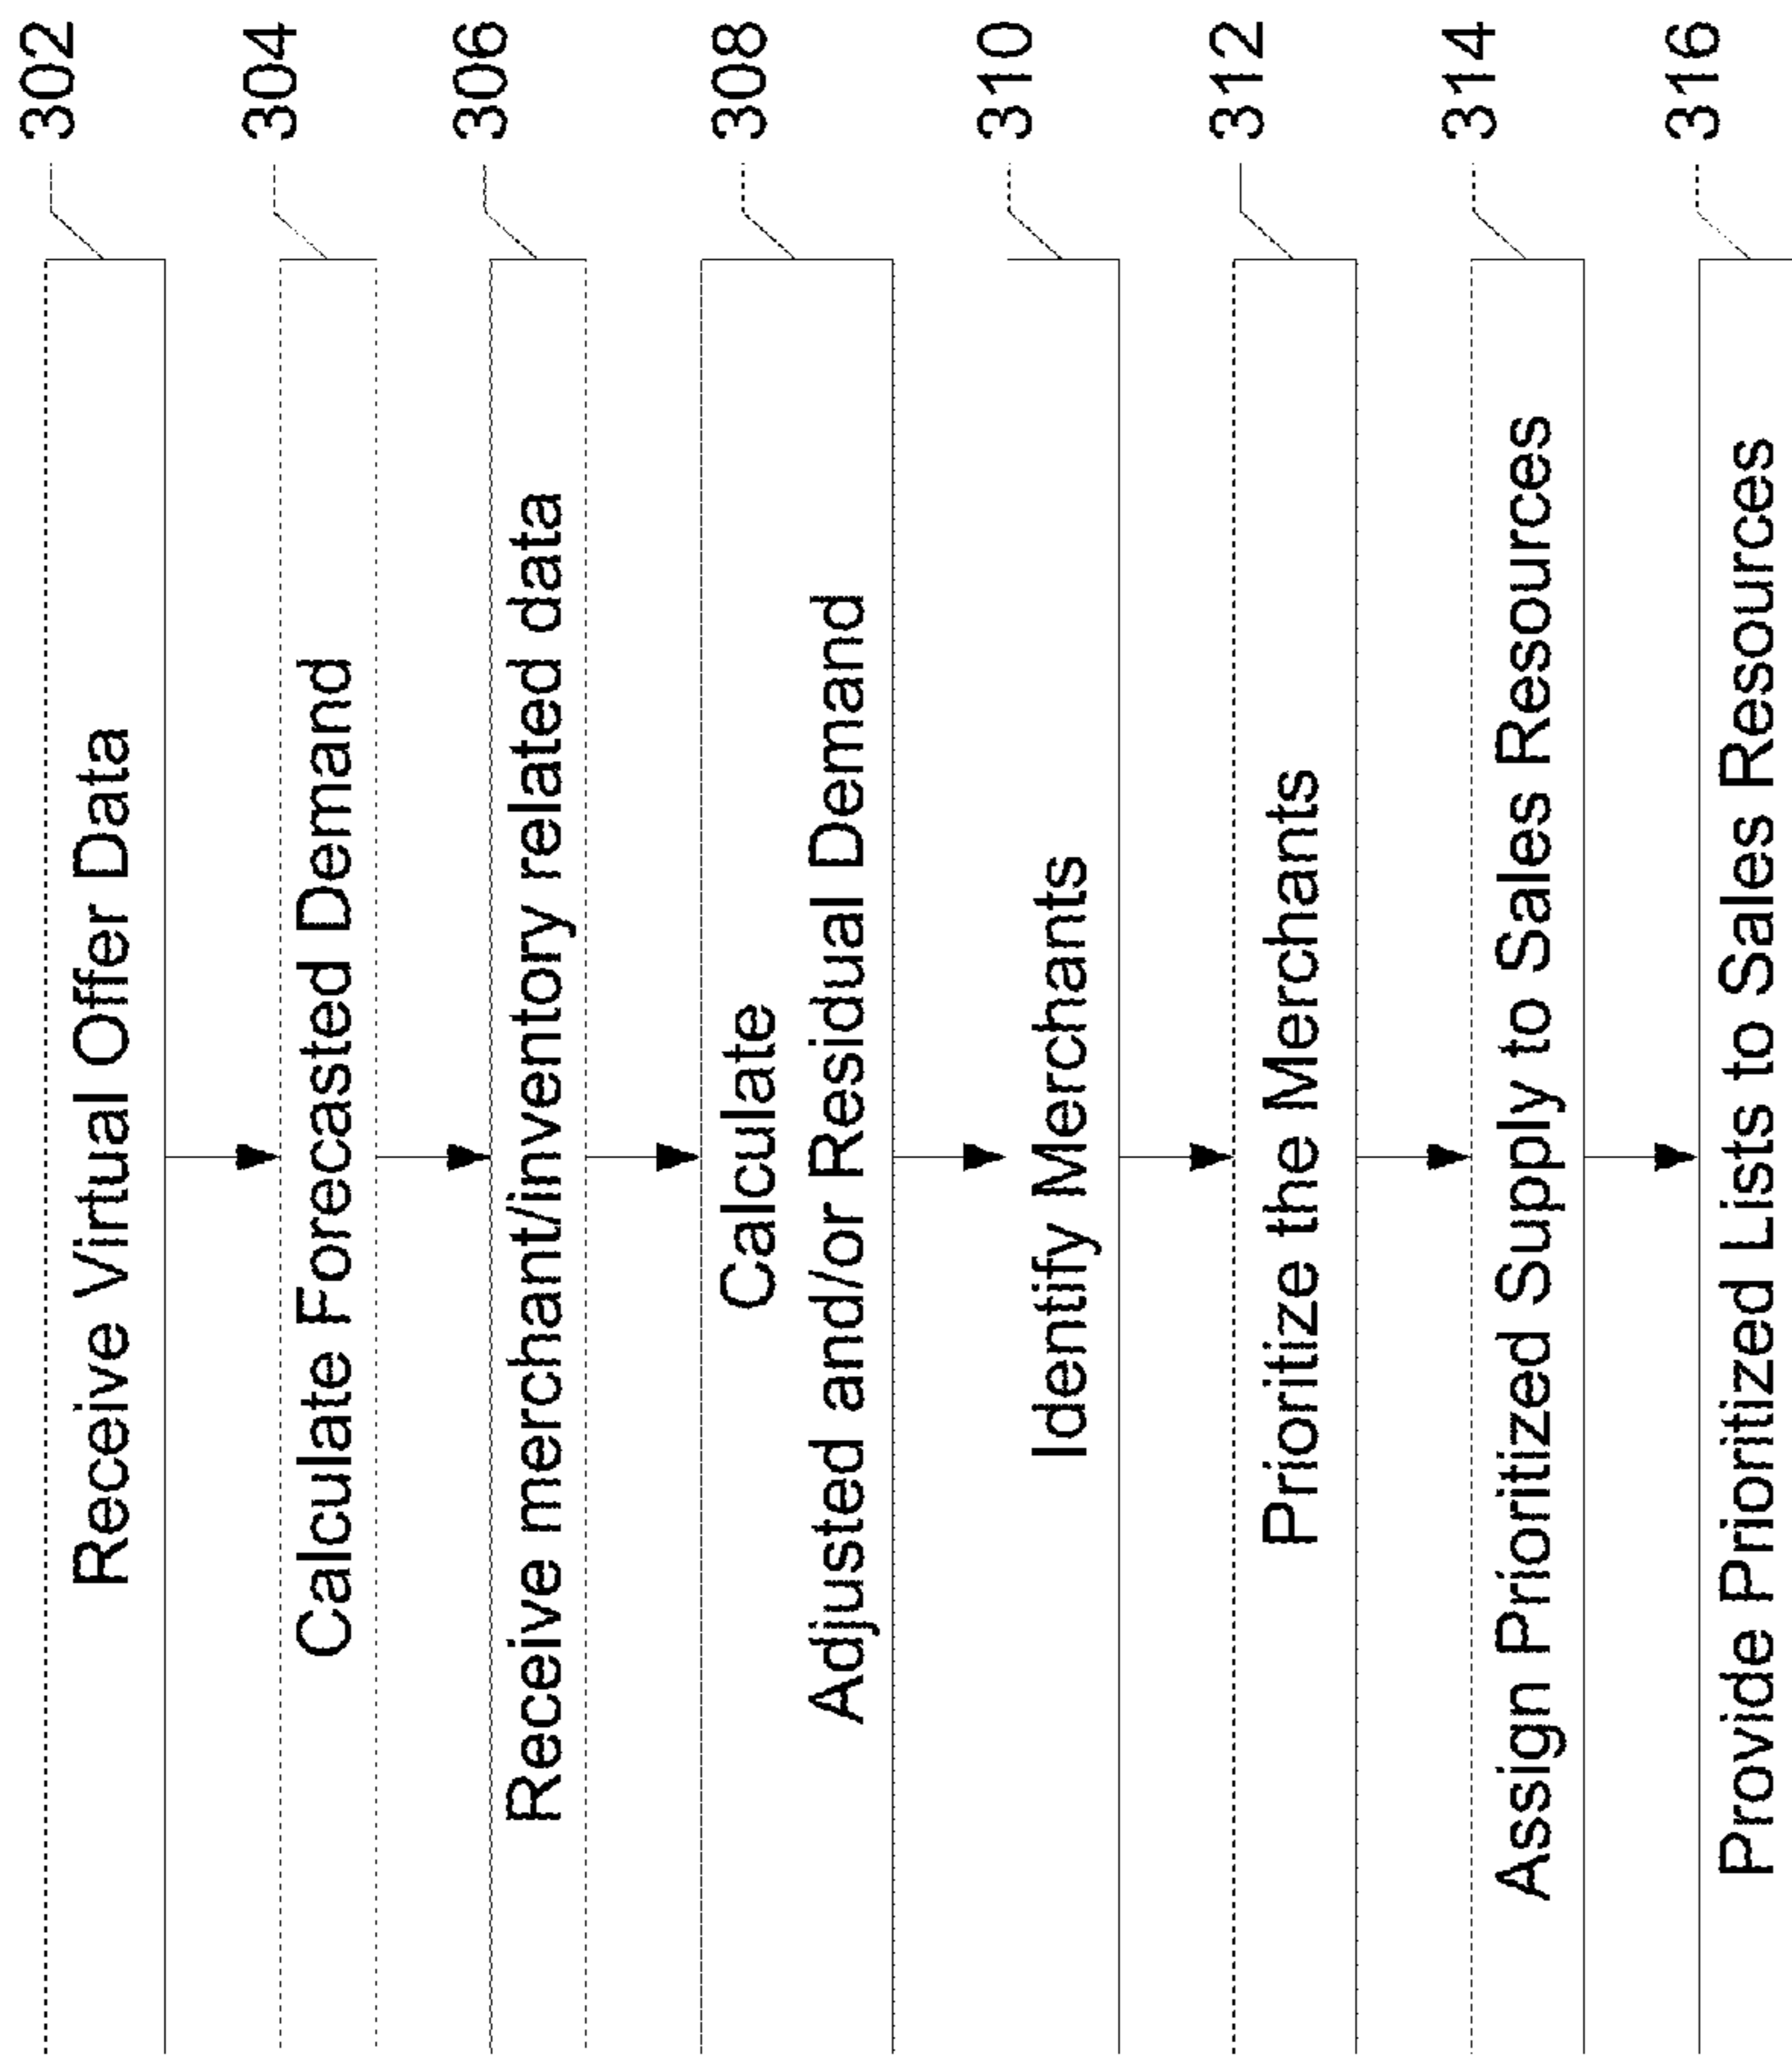 Receive Virtual Offer Data
302
Calculate Forecasted Demand
304
Receive merchant/inventory related data
306
Calculate
Adjusted and/or Residual Demand
308
Identify Merchants
310
Prioritize the Merchants
312
Assign Prioritized Supply to Sales Resources
314
Provide Prioritized Lists to Sales Resources
316